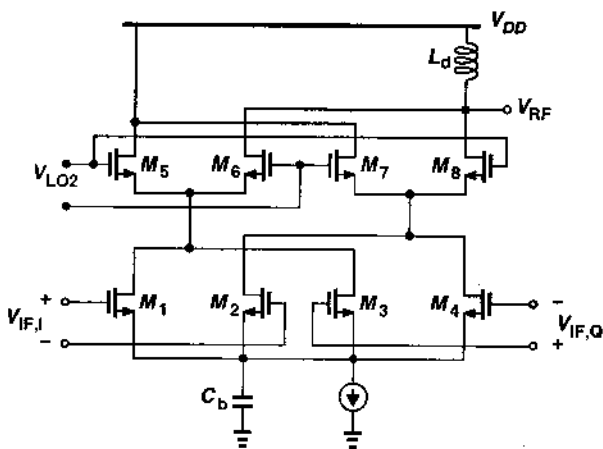 V_DD
L_d
V_RF
V_LO2
M_5
M_6
M_7
M_8
+
V_IF,I
−
M_1
M_2
M_3
M_4
−
V_IF,Q
+
C_b